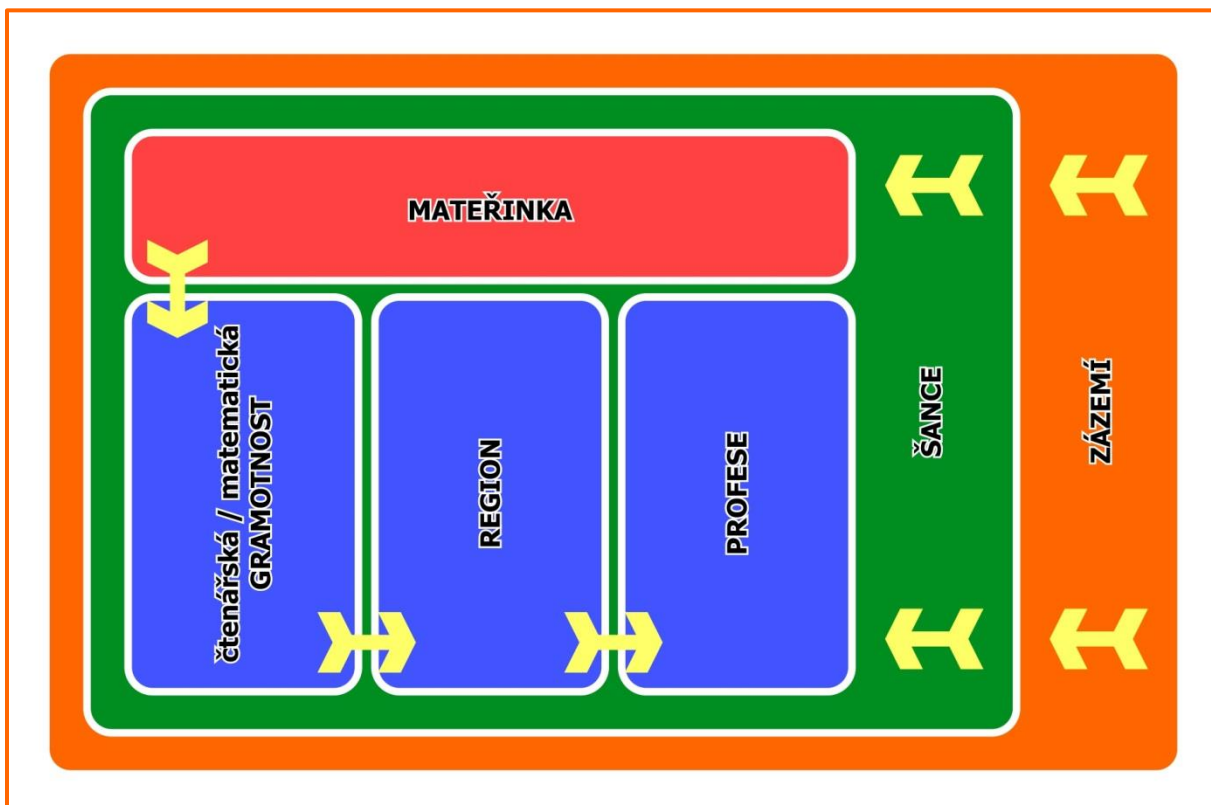 MATEŘINKA
čtenářská / matematická
GRAMOTNOST
REGION
PROFESE
ŠANCE
ZÁZEMÍ